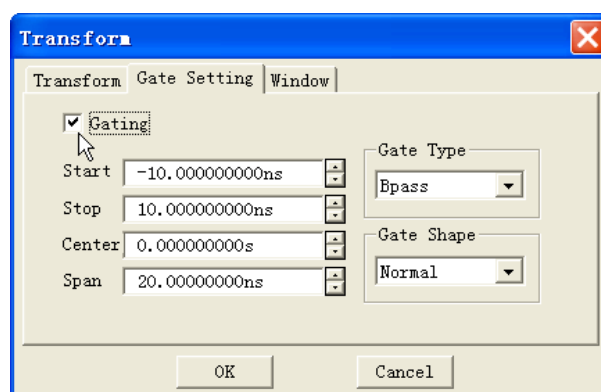 Transform
Transform Gate Setting Window
Gating
Start -10.000000000ns
Stop 10.000000000ns
Center 0.000000000s
Span 20.00000000ns
Gate Type
Bpass
Gate Shape
Normal
OK Cancel